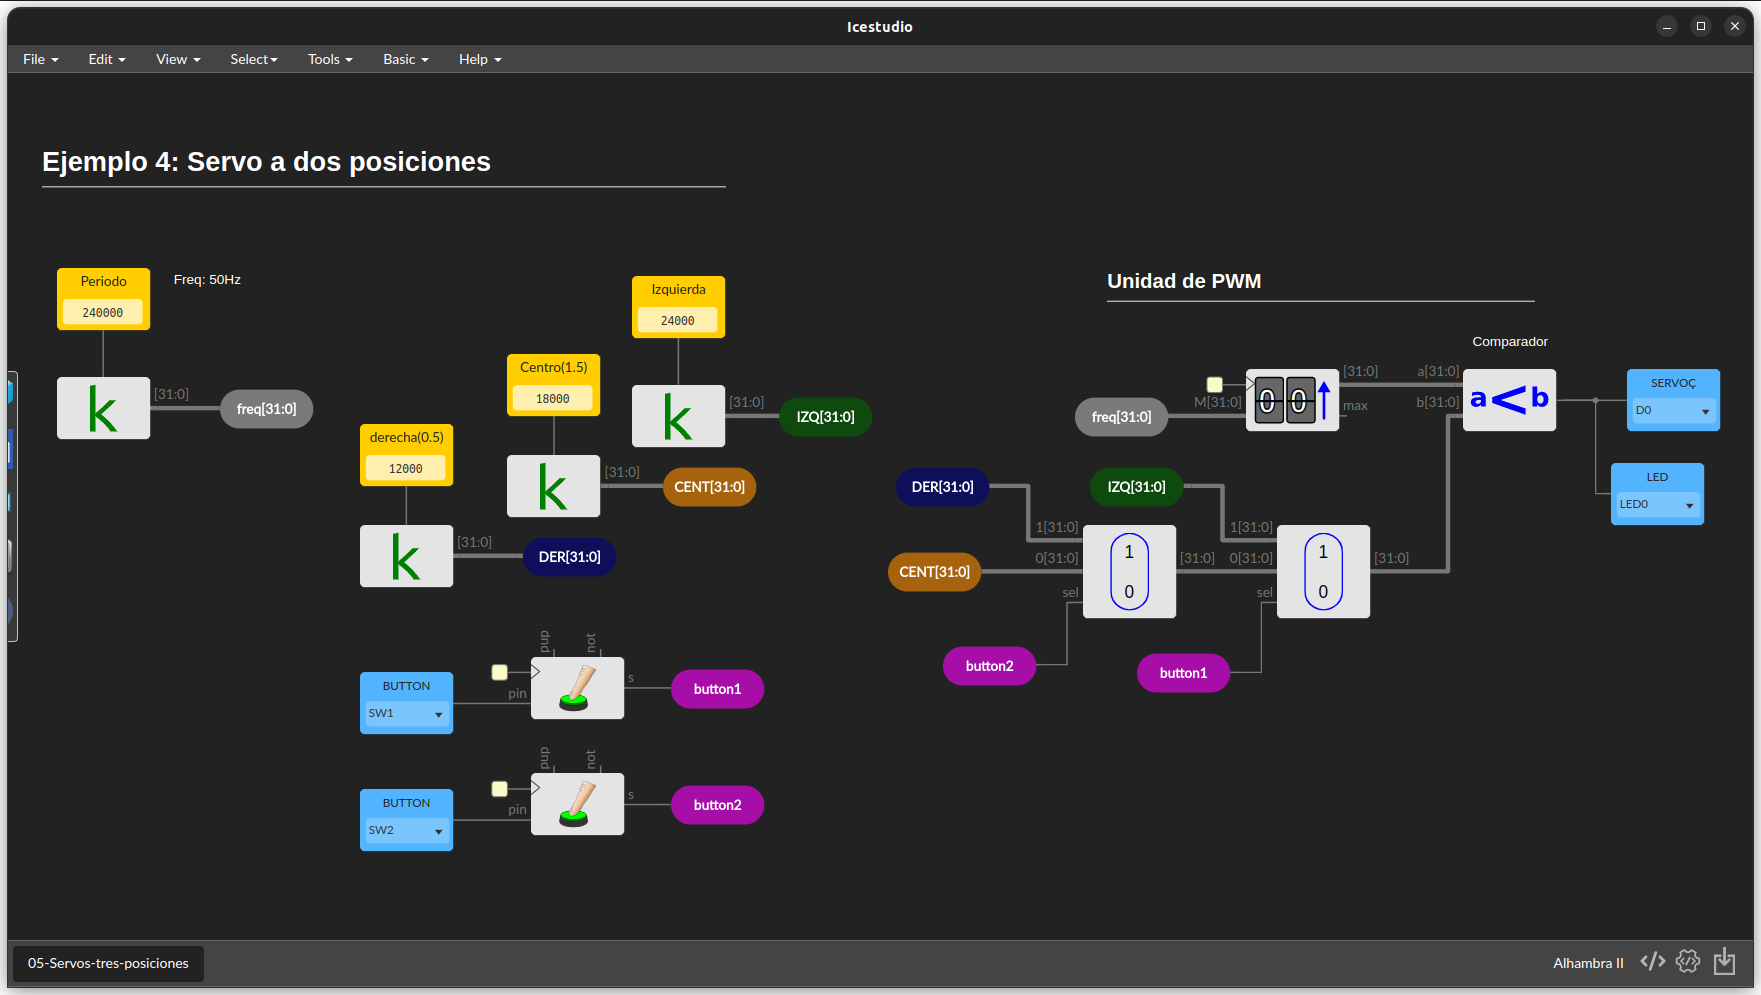 Icestudio
File Edit View Select Tools Basic Help
Ejemplo 4: Servo a dos posiciones
Periodo
240000
Freq: 50Hz
k
[31:0]
freq[31:0]
Izquierda
24000
k
[31:0]
IZQ[31:0]
Centro(1.5)
18000
k
[31:0]
CENT[31:0]
derecha(0.5)
12000
k
[31:0]
DER[31:0]
BUTTON
SW1
pup
not
pin
s
button1
BUTTON
SW2
pup
not
pin
s
button2
Unidad de PWM
Comparador
freq[31:0]
M[31:0]
0 0
[31:0]
max
a[31:0]
b[31:0]
a<b
SERVOÇ
D0
LED
LED0
DER[31:0]
CENT[31:0]
1[31:0]
0[31:0]
sel
1
0
[31:0]
button2
IZQ[31:0]
1[31:0]
0[31:0]
sel
1
0
[31:0]
button1
05-Servos-tres-posiciones
Alhambra II